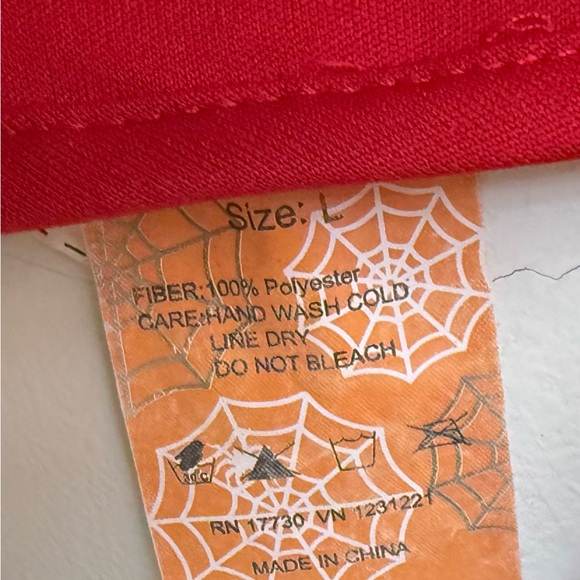 Size: L
FIBER:100% Polyester
CARE:HAND WASH COLD
LINE DRY
DO NOT BLEACH
30°C
RN 17730 VN 1231221
MADE IN CHINA